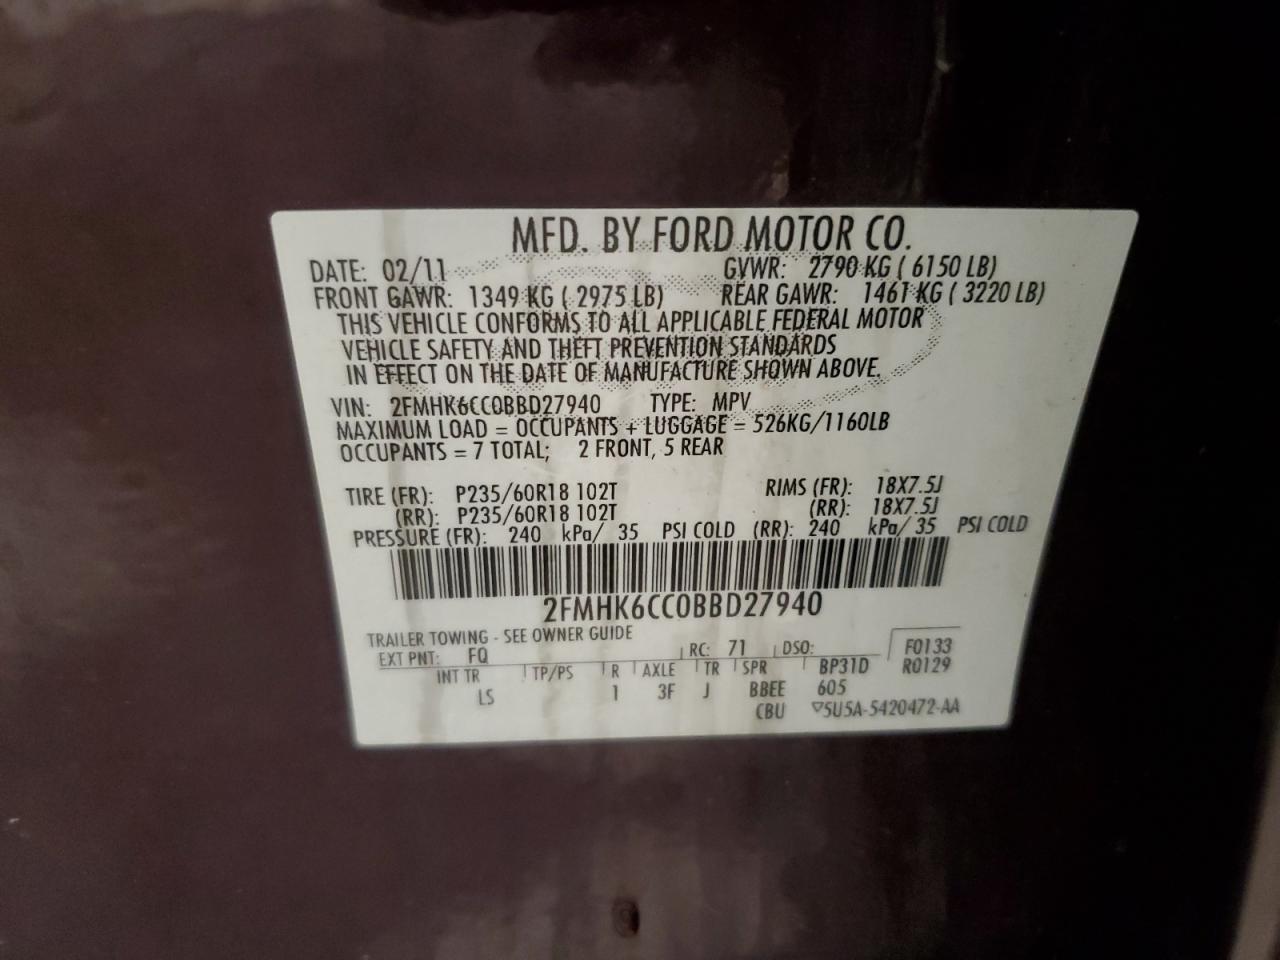 MFD. BY FORD MOTOR CO.
DATE: 02/11 GVWR: 2790 KG ( 6150 LB)
FRONT GAWR: 1349 KG ( 2975 LB) REAR GAWR: 1461 KG ( 3220 LB)
THIS VEHICLE CONFORMS TO ALL APPLICABLE FEDERAL MOTOR
VEHICLE SAFETY AND THEFT PREVENTION STANDARDS
IN EFFECT ON THE DATE OF MANUFACTURE SHOWN ABOVE.
VIN: 2FMHK6CC0BBD27940 TYPE: MPV
MAXIMUM LOAD = OCCUPANTS + LUGGAGE = 526KG/1160LB
OCCUPANTS = 7 TOTAL; 2 FRONT, 5 REAR
TIRE (FR): P235/60R18 102T RIMS (FR): 18X7.5J
(RR): P235/60R18 102T (RR): 18X7.5J
PRESSURE (FR): 240 kPa/ 35 PSI COLD (RR): 240 kPa/ 35 PSI COLD
2FMHK6CC0BBD27940
TRAILER TOWING - SEE OWNER GUIDE
EXT PNT: FQ RC: 71 DSO: F0133
INT TR TP/PS R AXLE TR SPR BP31D R0129
LS 1 3F J BBEE 605
CBU ▽5U5A-5420472-AA